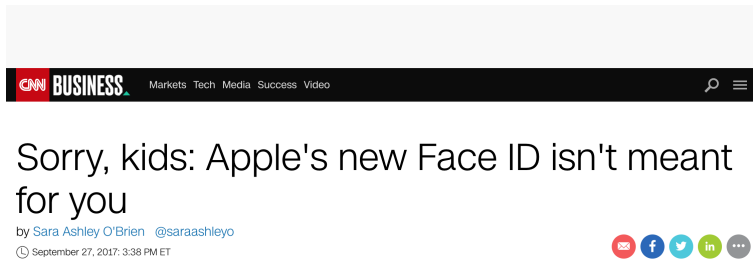 CNN BUSINESS Markets Tech Media Success Video
Sorry, kids: Apple's new Face ID isn't meant
for you
by Sara Ashley O'Brien @saraashleyo
September 27, 2017: 3:38 PM ET
f in